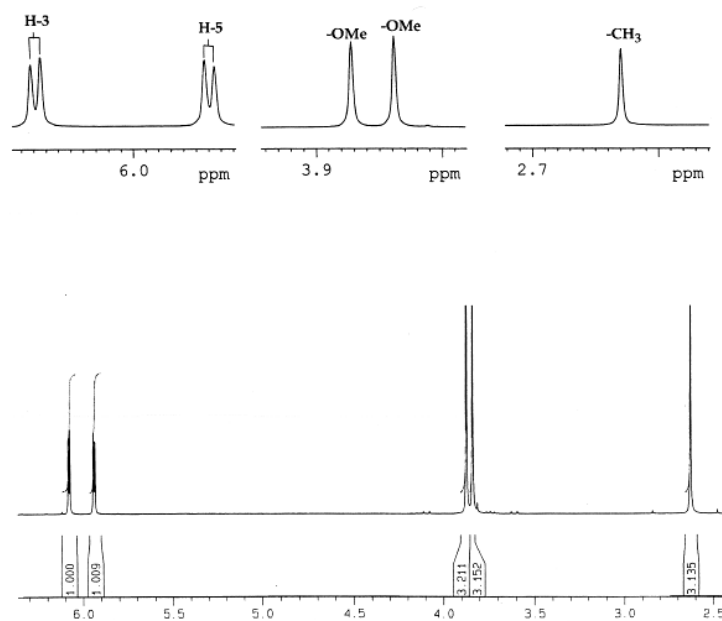 H-3 H-5 -OMe -OMe -CH3
6.0 ppm 3.9 ppm 2.7 ppm
1.000 1.009 3.211 3.152 3.135
6.0 5.5 5.0 4.5 4.0 3.5 3.0 2.5